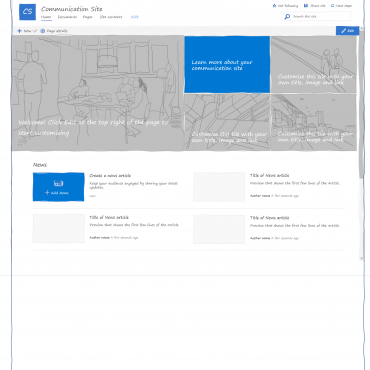 CS
Communication Site
Home Documents Pages Site contents Edit
Not following Share site Next steps
Search this site
+ New Page details
Edit
Welcome! Click Edit at the top right of the page to
start customizing
Learn more about your
communication site
Customize this tile with your
own title, image and link
Customize this tile with your
own title, image and link
Customize this tile with your
own title, image and link
News
+ Add News
Create a news article
Keep your audience engaged by sharing your latest
updates.
Title of News article
Preview that shows the first few lines of the article.
Author name A few seconds ago
Title of News article
Preview that shows the first few lines of the article.
Author name A few seconds ago
Title of News article
Preview that shows the first few lines of the article.
Author name A few seconds ago